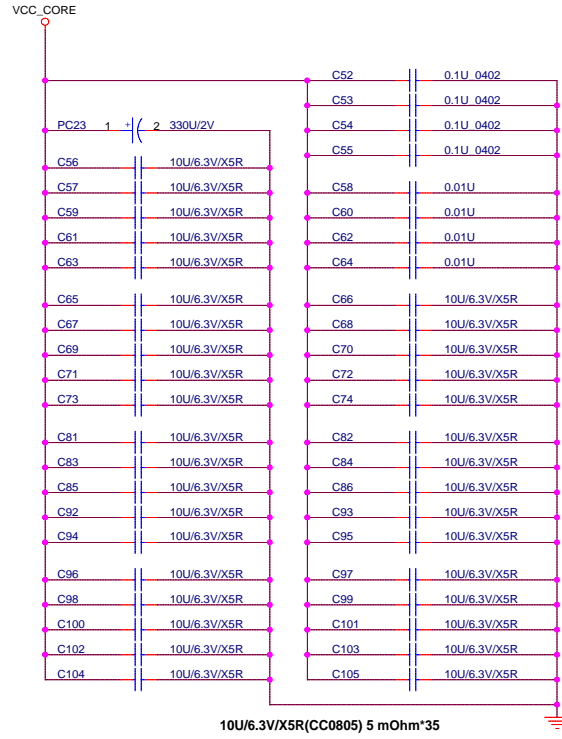 VCC_CORE
C52 0.1U_0402
C53 0.1U_0402
PC23 1 + 2 330U/2V C54 0.1U_0402
C55 0.1U_0402
C56 10U/6.3V/X5R
C57 10U/6.3V/X5R C58 0.01U
C59 10U/6.3V/X5R C60 0.01U
C61 10U/6.3V/X5R C62 0.01U
C63 10U/6.3V/X5R C64 0.01U
C65 10U/6.3V/X5R C66 10U/6.3V/X5R
C67 10U/6.3V/X5R C68 10U/6.3V/X5R
C69 10U/6.3V/X5R C70 10U/6.3V/X5R
C71 10U/6.3V/X5R C72 10U/6.3V/X5R
C73 10U/6.3V/X5R C74 10U/6.3V/X5R
C81 10U/6.3V/X5R C82 10U/6.3V/X5R
C83 10U/6.3V/X5R C84 10U/6.3V/X5R
C85 10U/6.3V/X5R C86 10U/6.3V/X5R
C92 10U/6.3V/X5R C93 10U/6.3V/X5R
C94 10U/6.3V/X5R C95 10U/6.3V/X5R
C96 10U/6.3V/X5R C97 10U/6.3V/X5R
C98 10U/6.3V/X5R C99 10U/6.3V/X5R
C100 10U/6.3V/X5R C101 10U/6.3V/X5R
C102 10U/6.3V/X5R C103 10U/6.3V/X5R
C104 10U/6.3V/X5R C105 10U/6.3V/X5R
10U/6.3V/X5R(CC0805) 5 mOhm*35